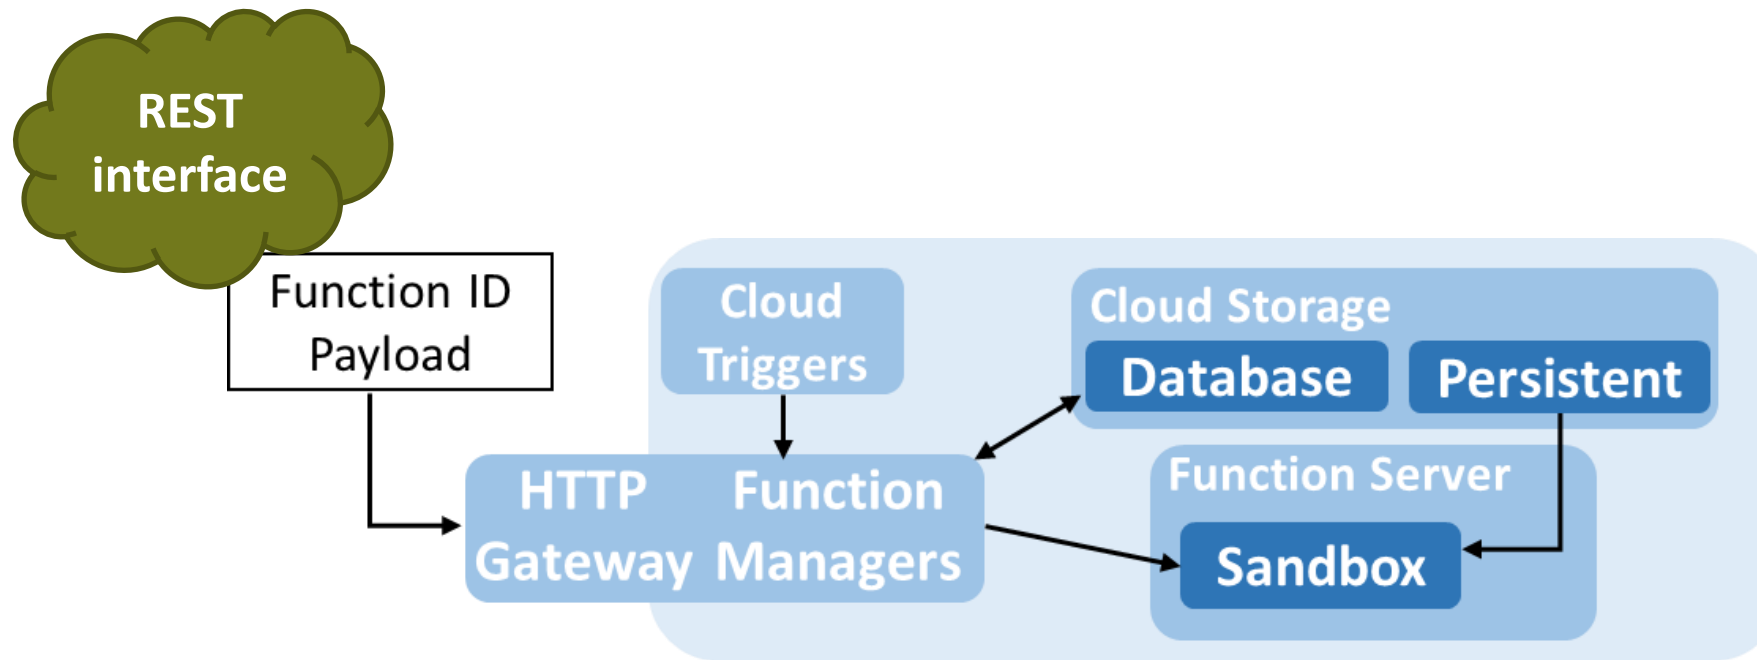 REST
interface
Function ID
Payload
Cloud
Triggers
Cloud Storage
Database
Persistent
HTTP
Gateway
Function
Managers
Function Server
Sandbox